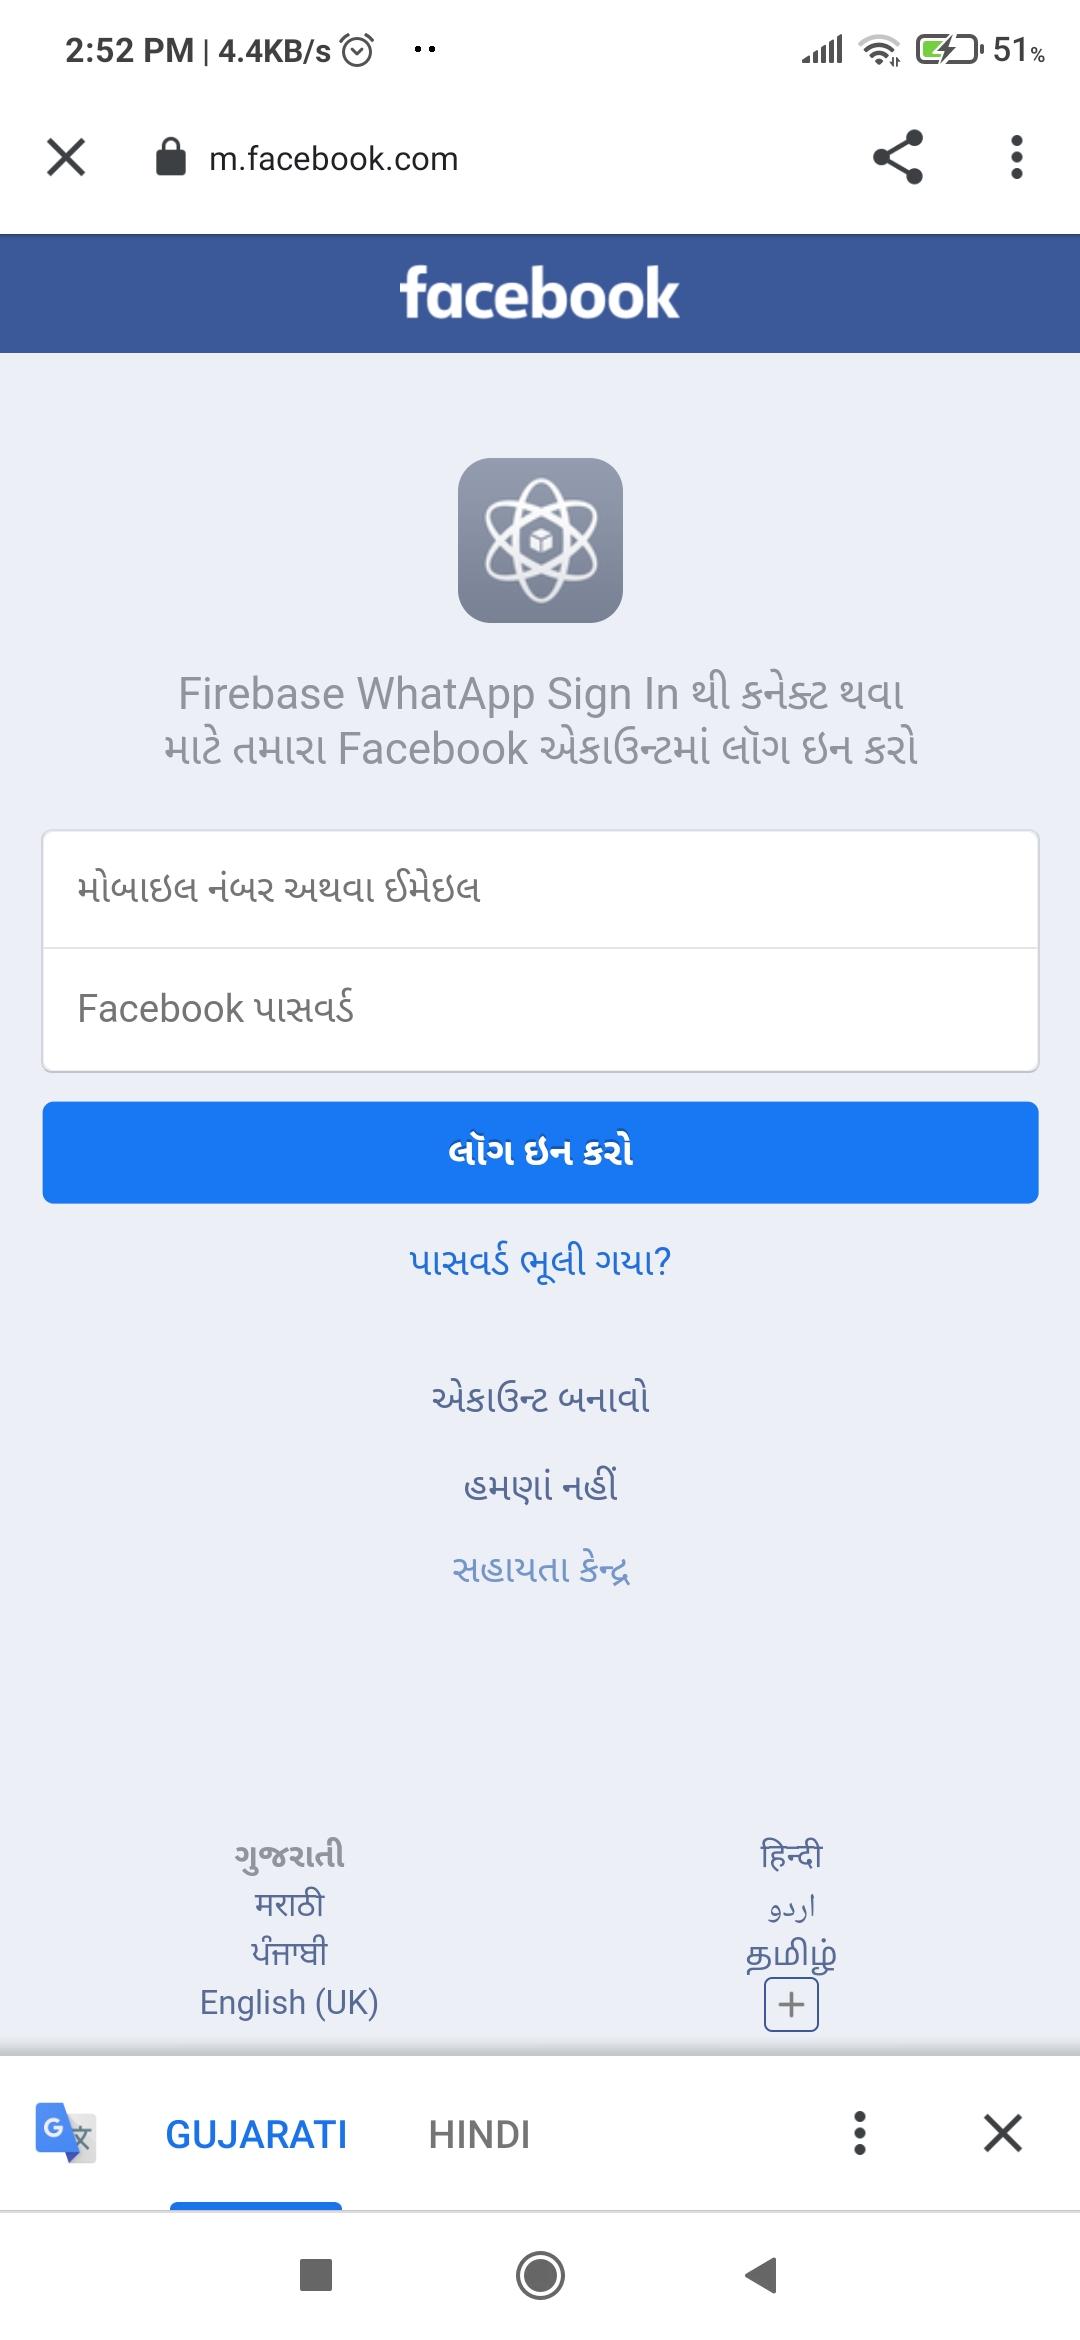 2:52 PM | 4.4KB/s
51%
m.facebook.com
facebook
Firebase WhatApp Sign In થી કનેક્ટ થવા
માટે તમારા Facebook એકાઉન્ટમાં લૉગ ઇન કરો
મોબાઇલ નંબર અથવા ઈમેઇલ
Facebook પાસવર્ડ
લૉગ ઇન કરો
પાસવર્ડ ભૂલી ગયા?
એકાઉન્ટ બનાવો
હમણાં નહીં
સહાયતા કેન્દ્ર
ગુજરાતી
हिन्दी
मराठी
اردو
ਪੰਜਾਬੀ
தமிழ்
English (UK)
GUJARATI
HINDI